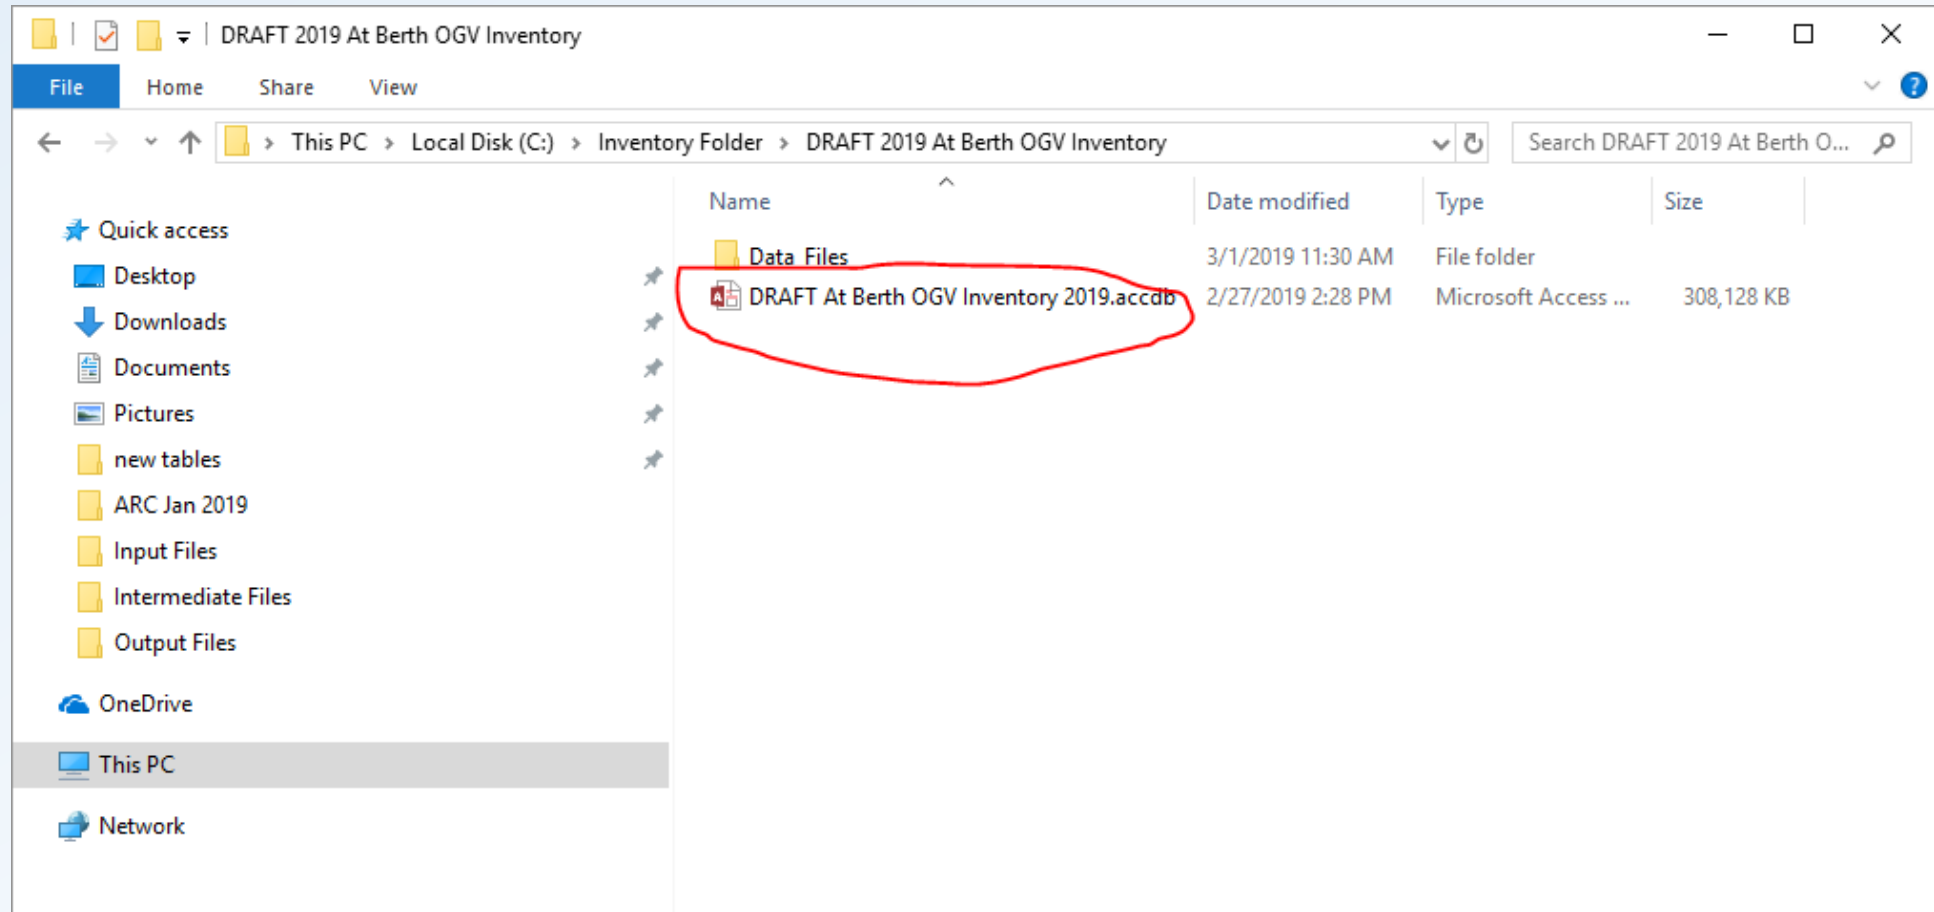 DRAFT 2019 At Berth OGV Inventory
File Home Share View ?
This PC > Local Disk (C:) > Inventory Folder > DRAFT 2019 At Berth OGV Inventory Search DRAFT 2019 At Berth O...
Name Date modified Type Size
Quick access
Desktop
Downloads
Documents
Pictures
new tables
ARC Jan 2019
Input Files
Intermediate Files
Output Files
OneDrive
This PC
Network
Data_Files 3/1/2019 11:30 AM File folder
DRAFT At Berth OGV Inventory 2019.accdb 2/27/2019 2:28 PM Microsoft Access ... 308,128 KB